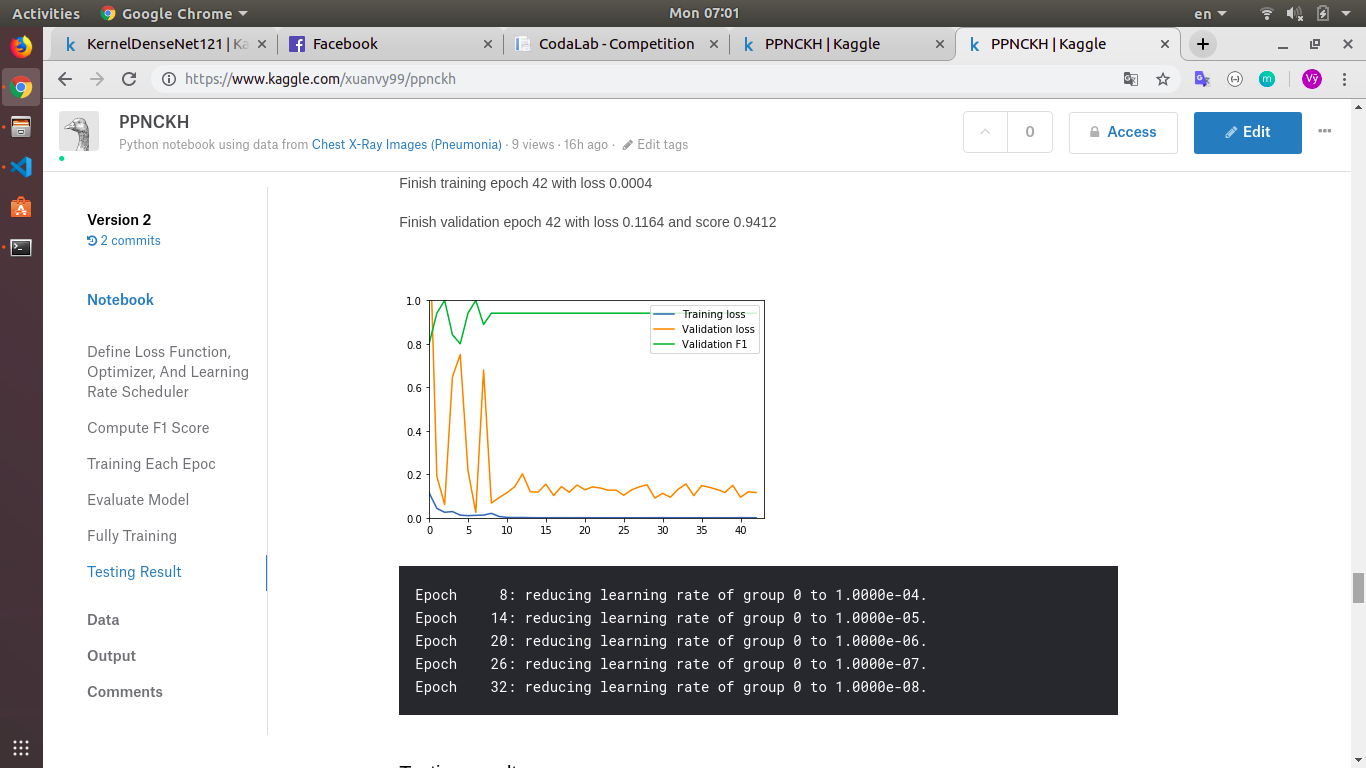 Activities
Google Chrome
Mon 07:01
en
KernelDenseNet121 | Ka
Facebook
CodaLab - Competition
PPNCKH | Kaggle
PPNCKH | Kaggle
https://www.kaggle.com/xuanvy99/ppnckh
Vỹ
PPNCKH
Python notebook using data from Chest X-Ray Images (Pneumonia) · 9 views · 16h ago · Edit tags
0
Access
Edit
Version 2
2 commits
Notebook
Define Loss Function,
Optimizer, And Learning
Rate Scheduler
Compute F1 Score
Training Each Epoc
Evaluate Model
Fully Training
Testing Result
Data
Output
Comments
Finish training epoch 42 with loss 0.0004
Finish validation epoch 42 with loss 0.1164 and score 0.9412
1.0
0.8
0.6
0.4
0.2
0.0
0 5 10 15 20 25 30 35 40
Training loss
Validation loss
Validation F1
Epoch     8: reducing learning rate of group 0 to 1.0000e-04.
Epoch    14: reducing learning rate of group 0 to 1.0000e-05.
Epoch    20: reducing learning rate of group 0 to 1.0000e-06.
Epoch    26: reducing learning rate of group 0 to 1.0000e-07.
Epoch    32: reducing learning rate of group 0 to 1.0000e-08.